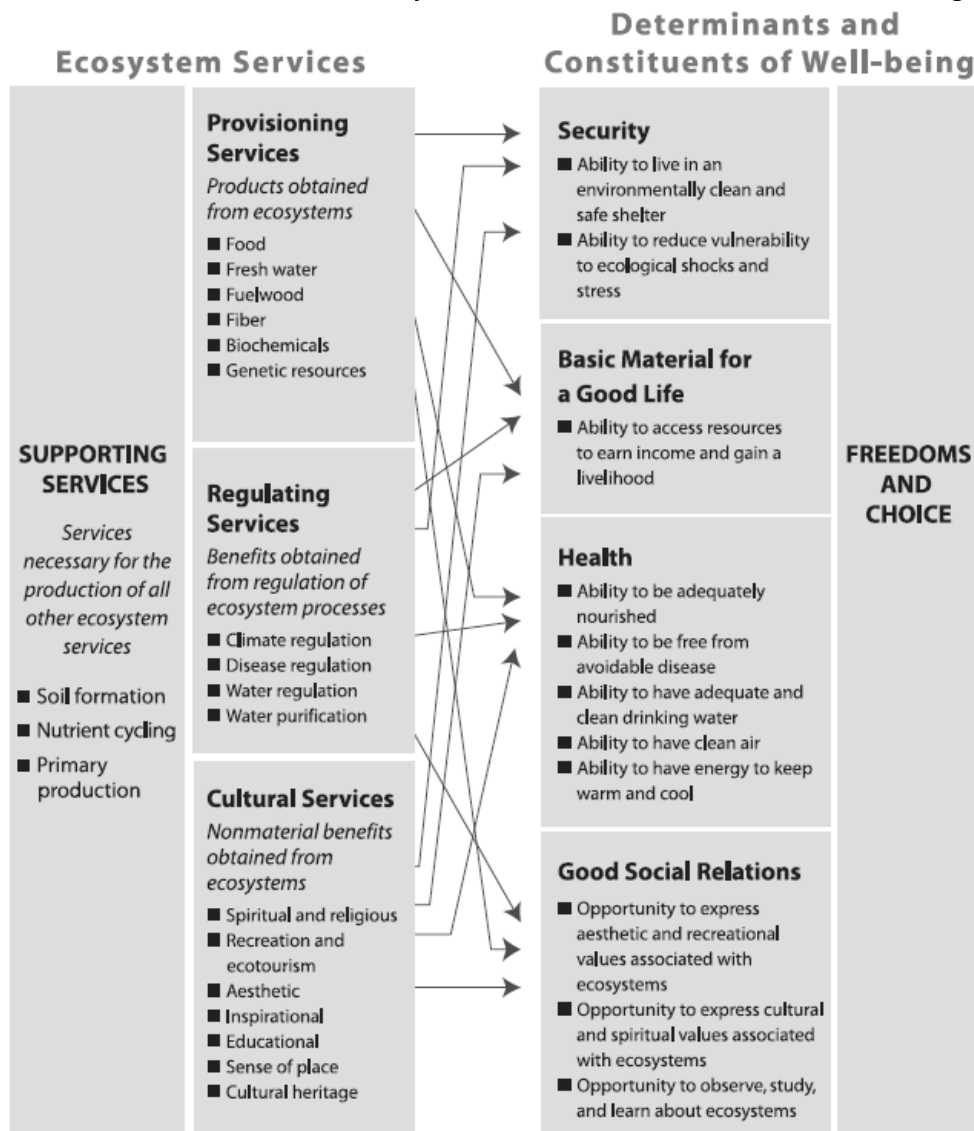 Ecosystem Services
Determinants and
Constituents of Well-being
SUPPORTING
SERVICES
Services
necessary for the
production of all
other ecosystem
services
■ Soil formation
■ Nutrient cycling
■ Primary
production
Provisioning
Services
Products obtained
from ecosystems
■ Food
■ Fresh water
■ Fuelwood
■ Fiber
■ Biochemicals
■ Genetic resources
Regulating
Services
Benefits obtained
from regulation of
ecosystem processes
■ Climate regulation
■ Disease regulation
■ Water regulation
■ Water purification
Cultural Services
Nonmaterial benefits
obtained from
ecosystems
■ Spiritual and religious
■ Recreation and
ecotourism
■ Aesthetic
■ Inspirational
■ Educational
■ Sense of place
■ Cultural heritage
Security
■ Ability to live in an
environmentally clean and
safe shelter
■ Ability to reduce vulnerability
to ecological shocks and
stress
Basic Material for
a Good Life
■ Ability to access resources
to earn income and gain a
livelihood
Health
■ Ability to be adequately
nourished
■ Ability to be free from
avoidable disease
■ Ability to have adequate and
clean drinking water
■ Ability to have clean air
■ Ability to have energy to keep
warm and cool
Good Social Relations
■ Opportunity to express
aesthetic and recreational
values associated with
ecosystems
■ Opportunity to express cultural
and spiritual values associated
with ecosystems
■ Opportunity to observe, study,
and learn about ecosystems
FREEDOMS
AND
CHOICE